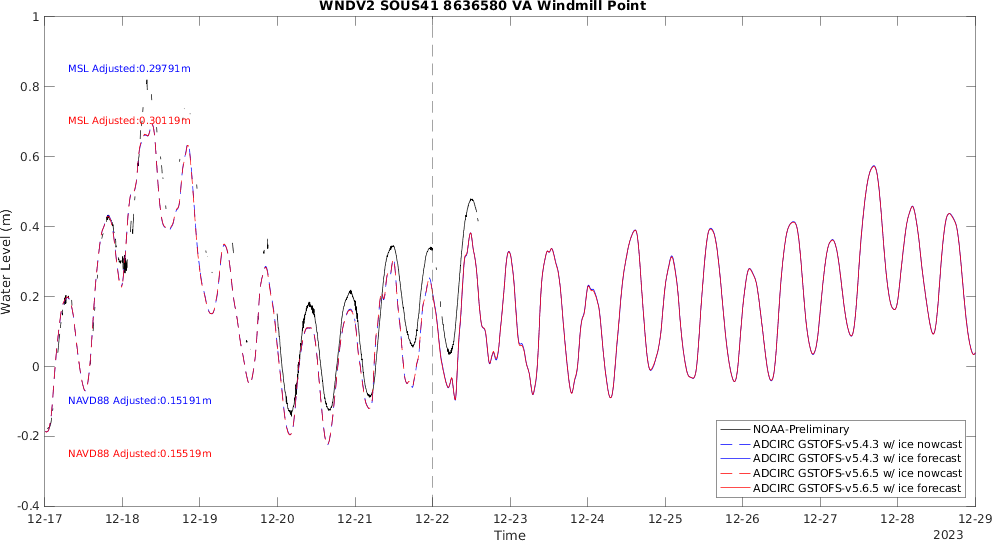 WNDV2 SOUS41 8636580 VA Windmill Point
1
0.8
0.6
0.4
0.2
0
-0.2
-0.4
Water Level (m)
MSL Adjusted:0.29791m
MSL Adjusted:0.30119m
NAVD88 Adjusted:0.15191m
NAVD88 Adjusted:0.15519m
NOAA-Preliminary
ADCIRC GSTOFS-v5.4.3 w/ ice nowcast
ADCIRC GSTOFS-v5.4.3 w/ ice forecast
ADCIRC GSTOFS-v5.6.5 w/ ice nowcast
ADCIRC GSTOFS-v5.6.5 w/ ice forecast
12-17 12-18 12-19 12-20 12-21 12-22 12-23 12-24 12-25 12-26 12-27 12-28 12-29
Time
2023